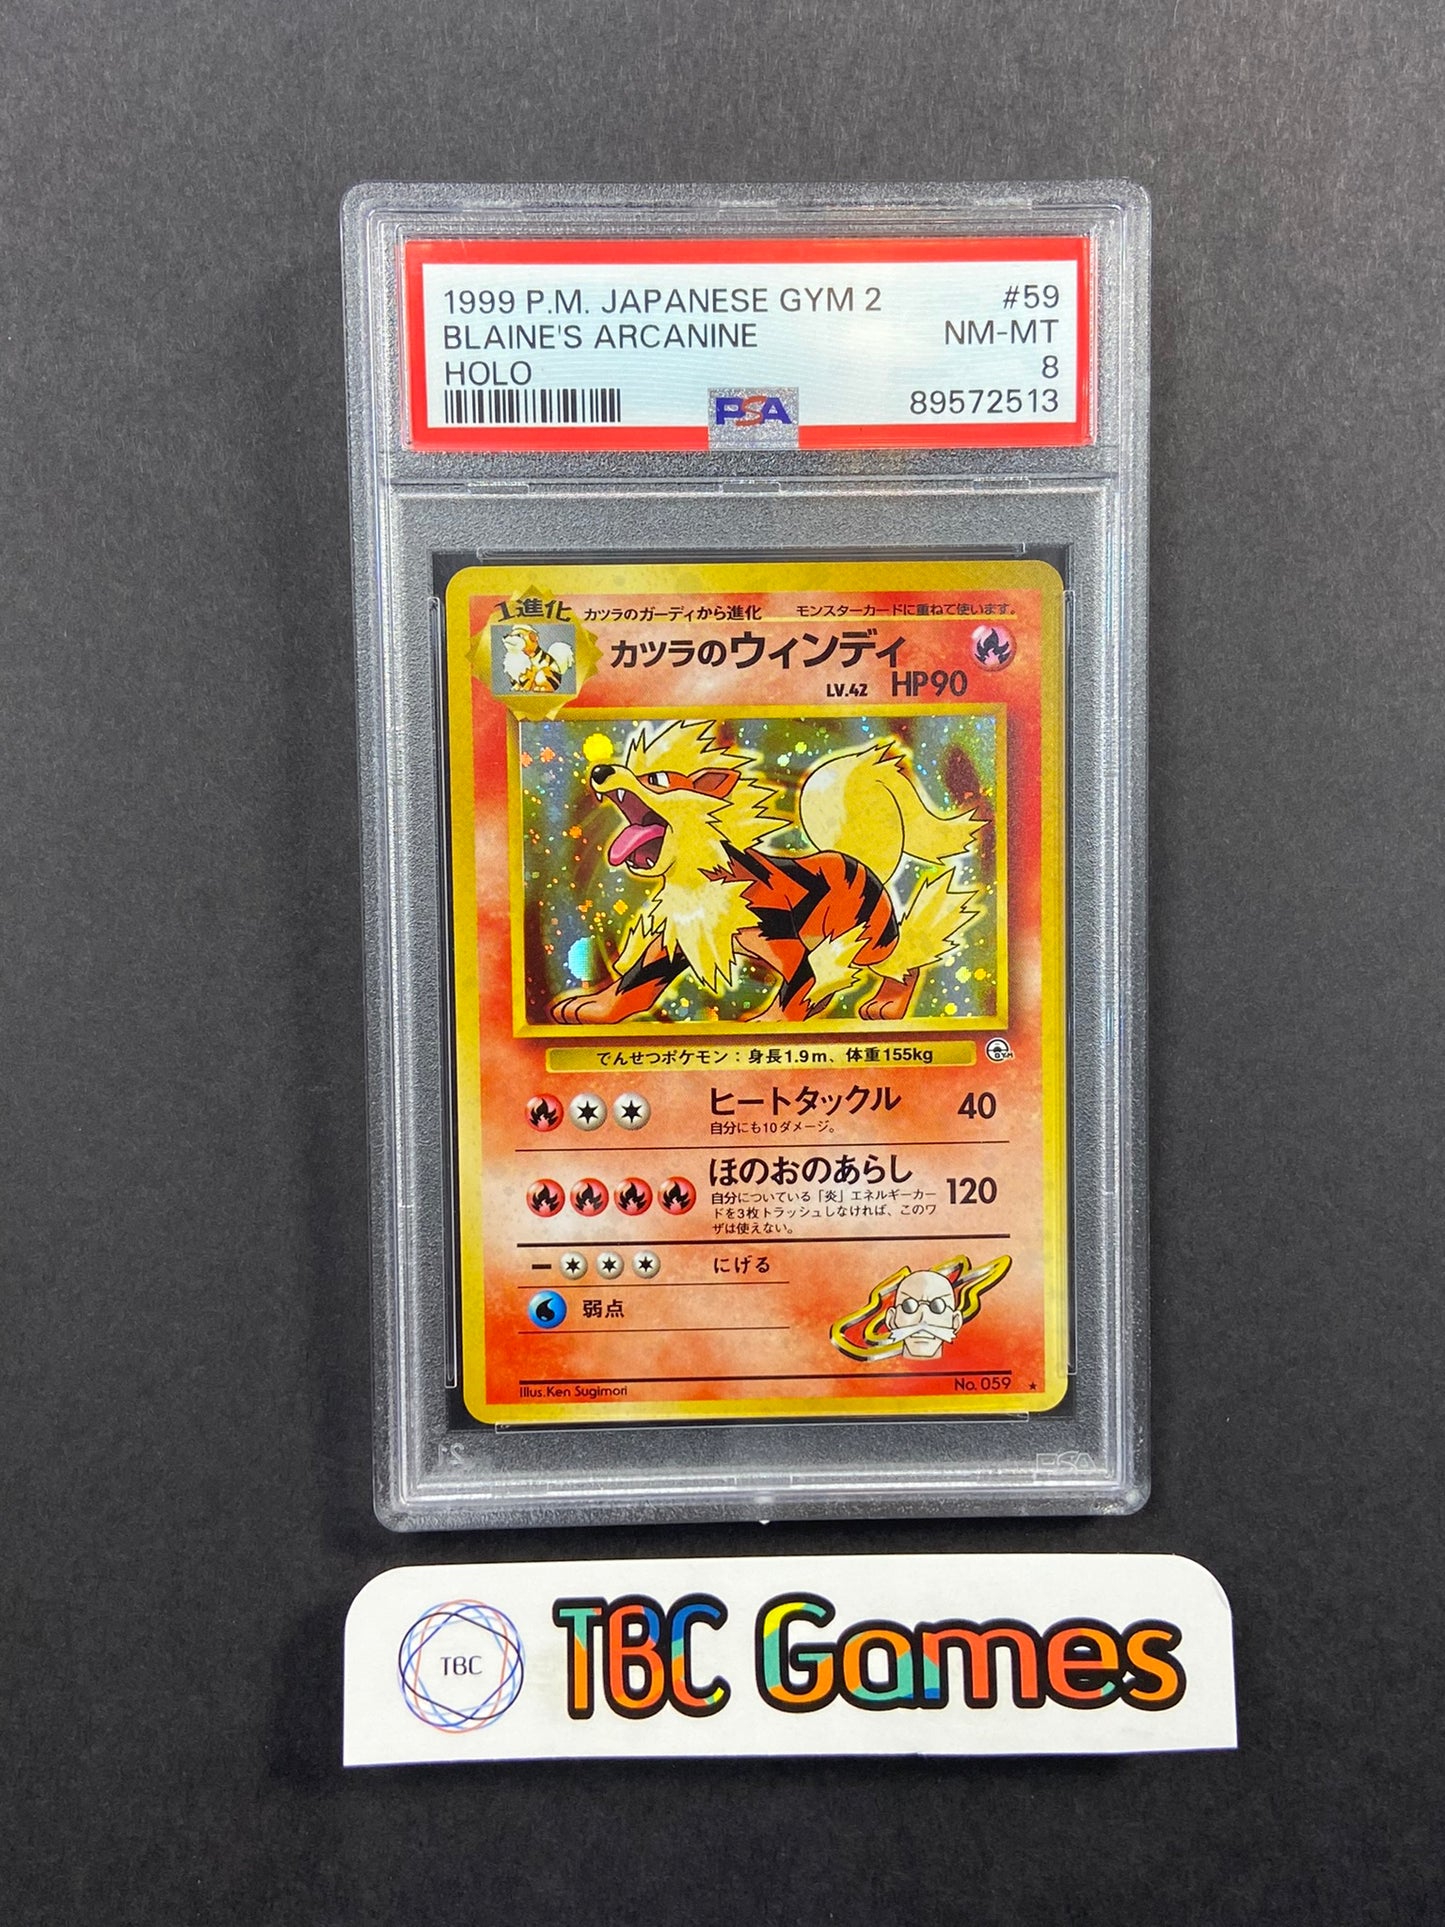 1999 P.M. JAPANESE GYM 2 #59
BLAINE'S ARCANINE NM-MT
HOLO 8
PSA 89572513
1進化 カツラのガーディから進化 モンスターカードに重ねて使います。
カツラのウィンディ
LV.42 HP90
でんせつポケモン：身長1.9m、体重155kg
GYM
ヒートタックル 40
自分にも10ダメージ。
ほのおのあらし 120
自分についている「炎」エネルギーカー
ドを3枚トラッシュしなければ、このワ
ザは使えない。
にげる
弱点
Illus.Ken Sugimori No.059 ★
PSA
TBC TBC Games